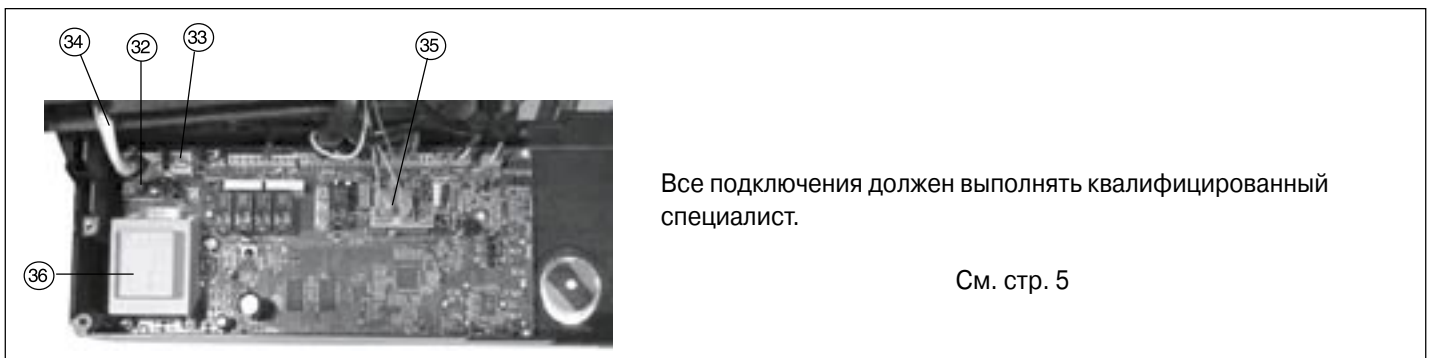 34 32 33 35
36
Все подключения должен выполнять квалифицированный
специалист.
См. стр. 5